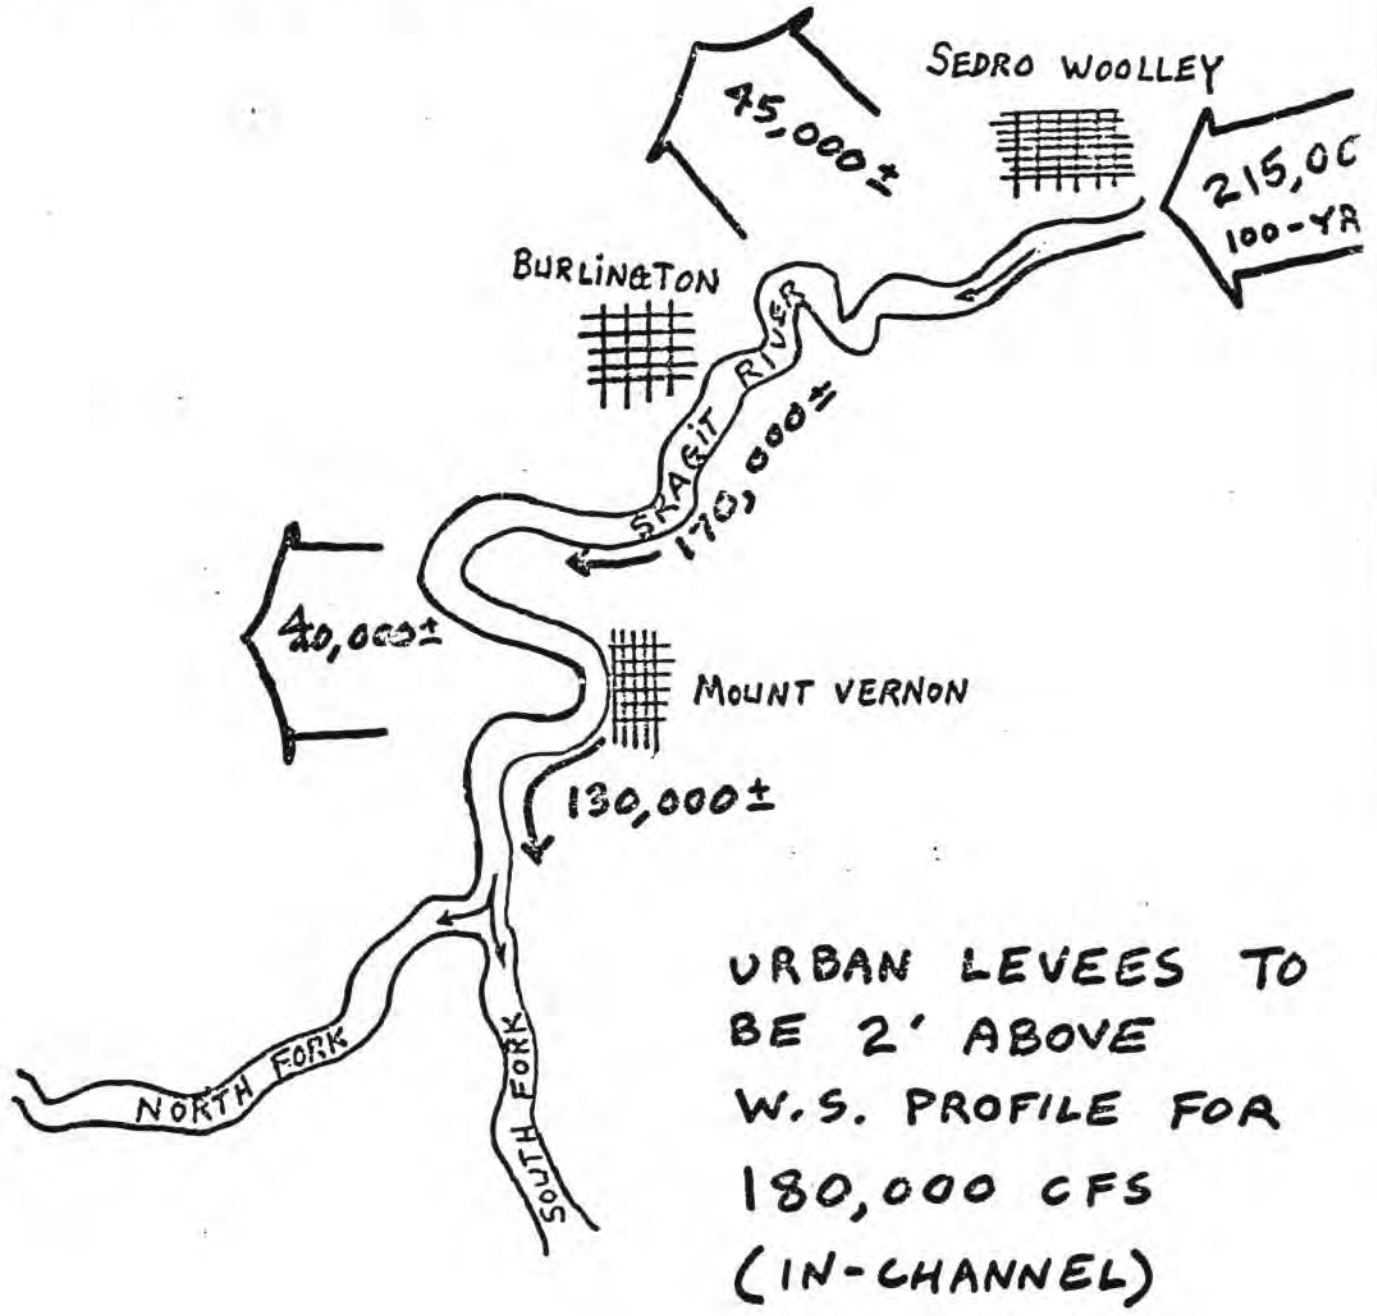 SEDRO WOOLLEY
45,000±
215,0C
100-YR
BURLINGTON
SKAGIT RIVER
170,000±
40,000±
MOUNT VERNON
130,000±
NORTH FORK
SOUTH FORK
URBAN LEVEES TO
BE 2' ABOVE
W.S. PROFILE FOR
180,000 CFS
(IN-CHANNEL)